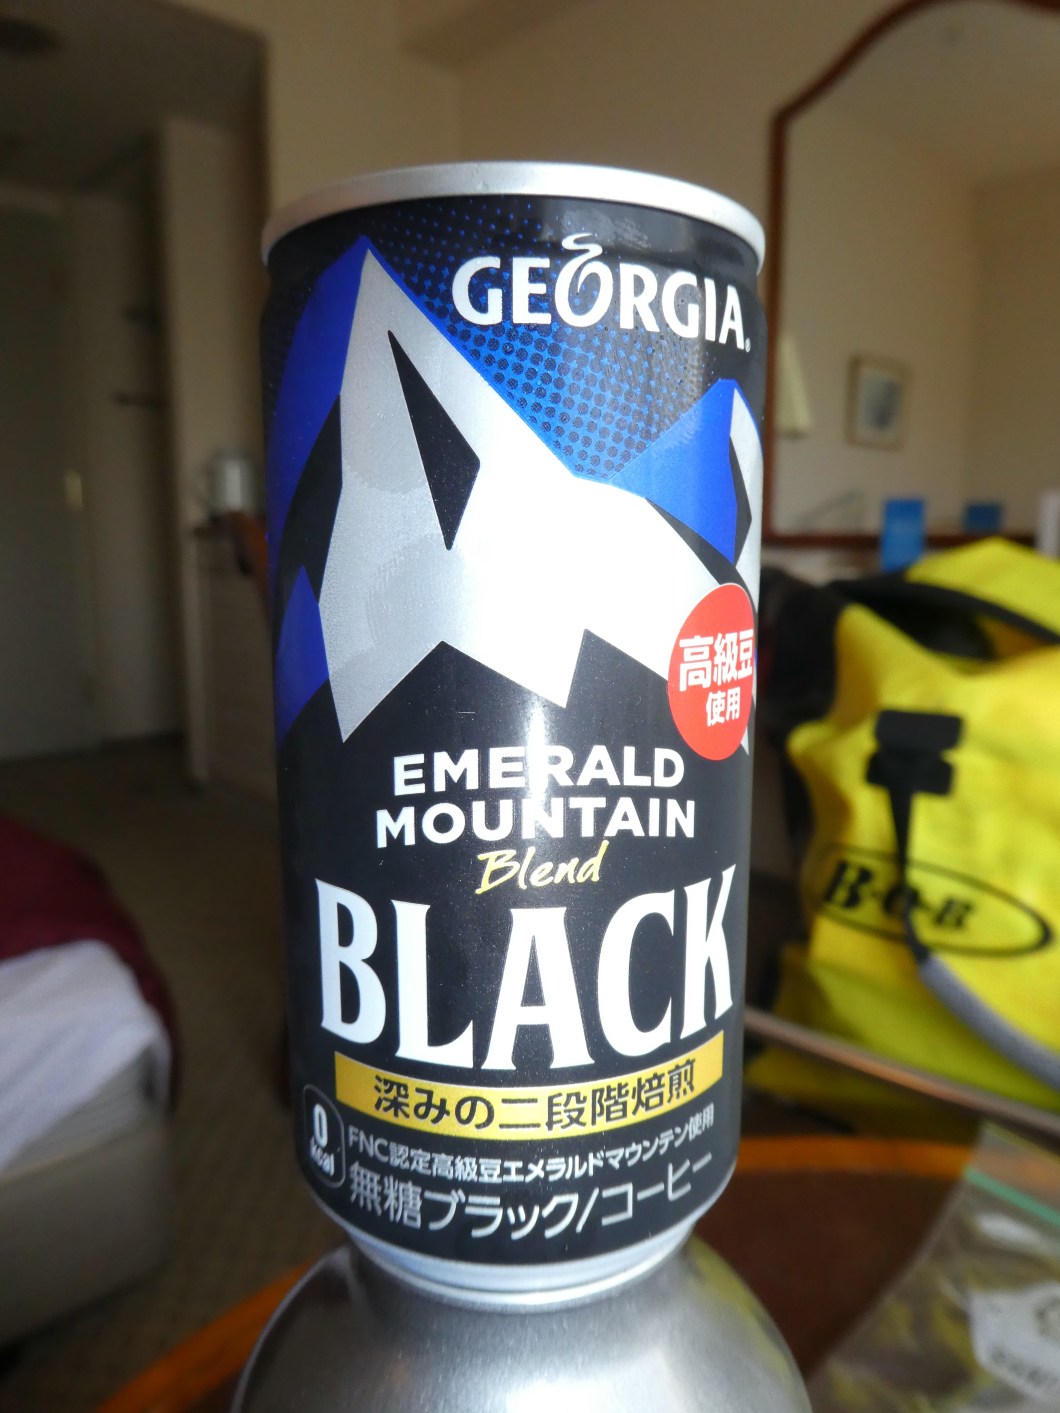 GEORGIA
高級豆
使用
EMERALD
MOUNTAIN
Blend
BLACK
深みの二段階焙煎
0
kcal
FNC認定高級豆エメラルドマウンテン使用
無糖ブラック/コーヒー
B·O·B